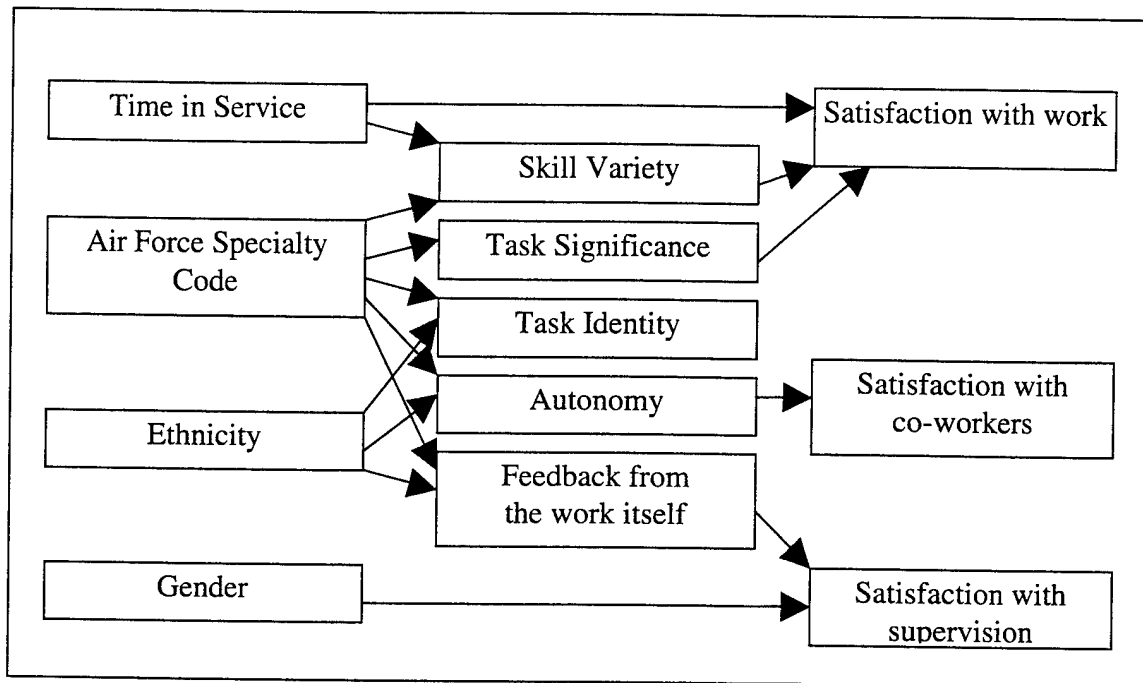 Time in Service
Air Force Specialty
Code
Ethnicity
Gender
Skill Variety
Task Significance
Task Identity
Autonomy
Feedback from
the work itself
Satisfaction with work
Satisfaction with
co-workers
Satisfaction with
supervision